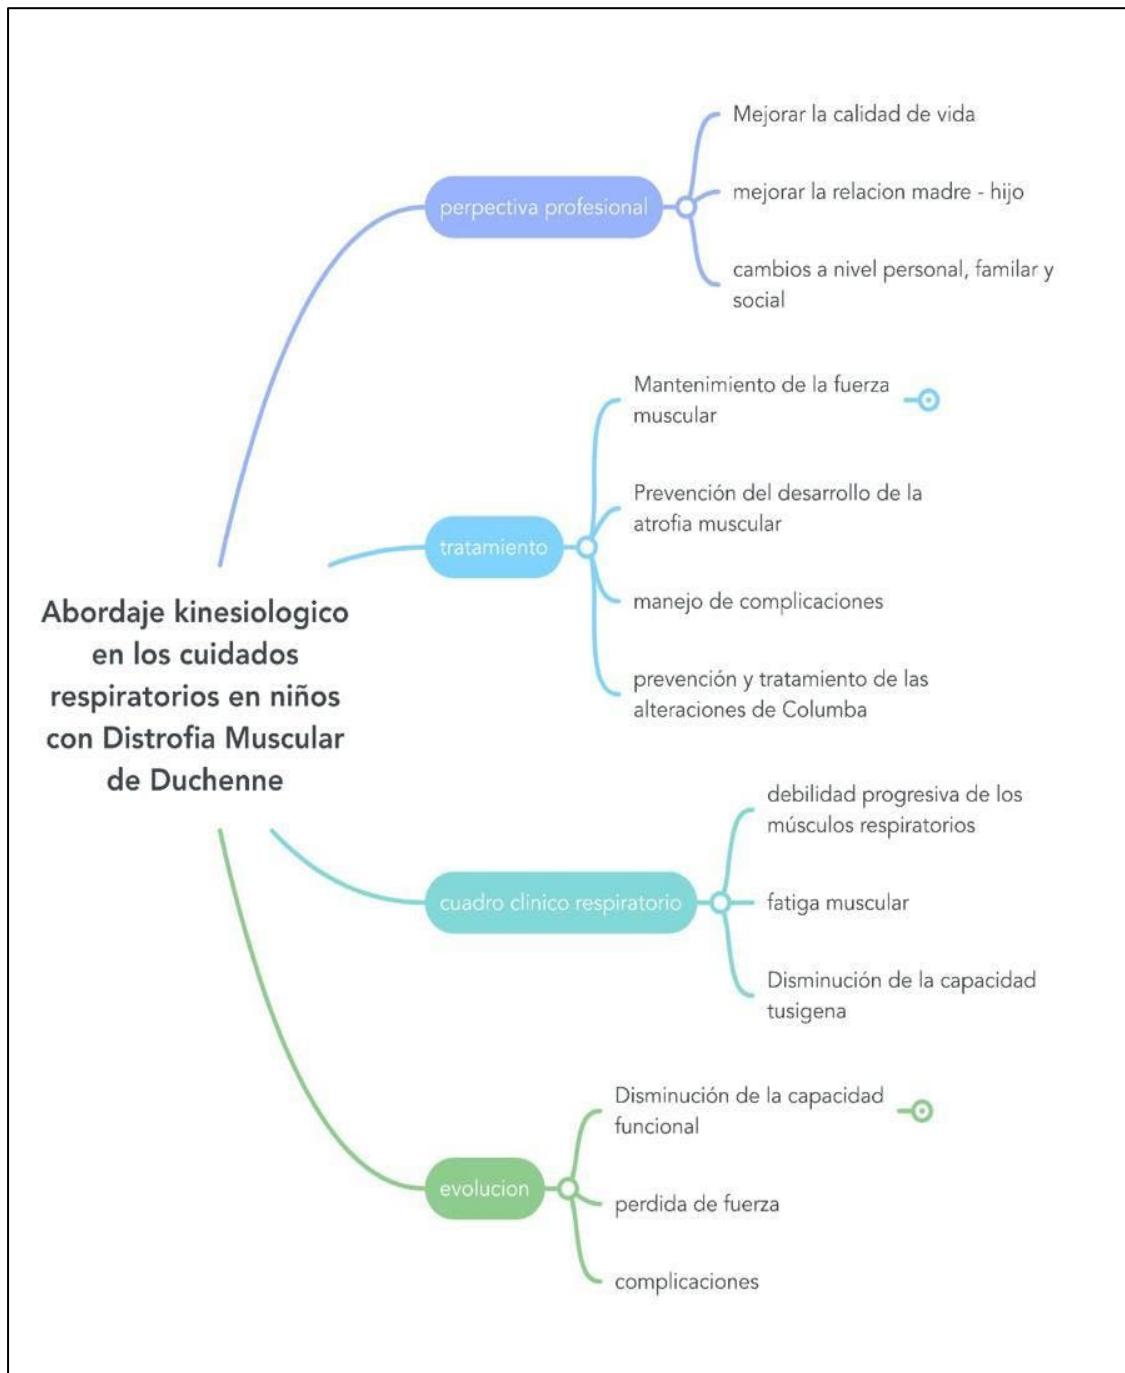 Abordaje kinesiologico
en los cuidados
respiratorios en niños
con Distrofia Muscular
de Duchenne
perpectiva profesional
Mejorar la calidad de vida
mejorar la relacion madre - hijo
cambios a nivel personal, familar y
social
tratamiento
Mantenimiento de la fuerza
muscular
Prevención del desarrollo de la
atrofia muscular
manejo de complicaciones
prevención y tratamiento de las
alteraciones de Columba
cuadro clinico respiratorio
debilidad progresiva de los
músculos respiratorios
fatiga muscular
Disminución de la capacidad
tusigena
evolucion
Disminución de la capacidad
funcional
perdida de fuerza
complicaciones